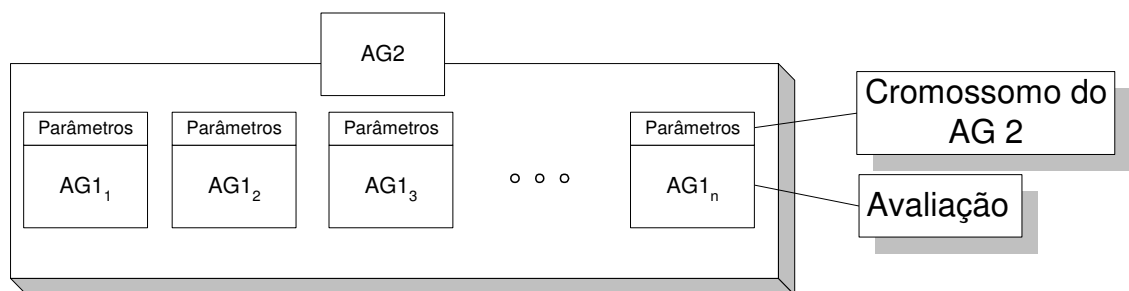 AG2
Parâmetros
AG1₁
Parâmetros
AG1₂
Parâmetros
AG1₃
Parâmetros
AG1ₙ
Cromossomo do
AG 2
Avaliação